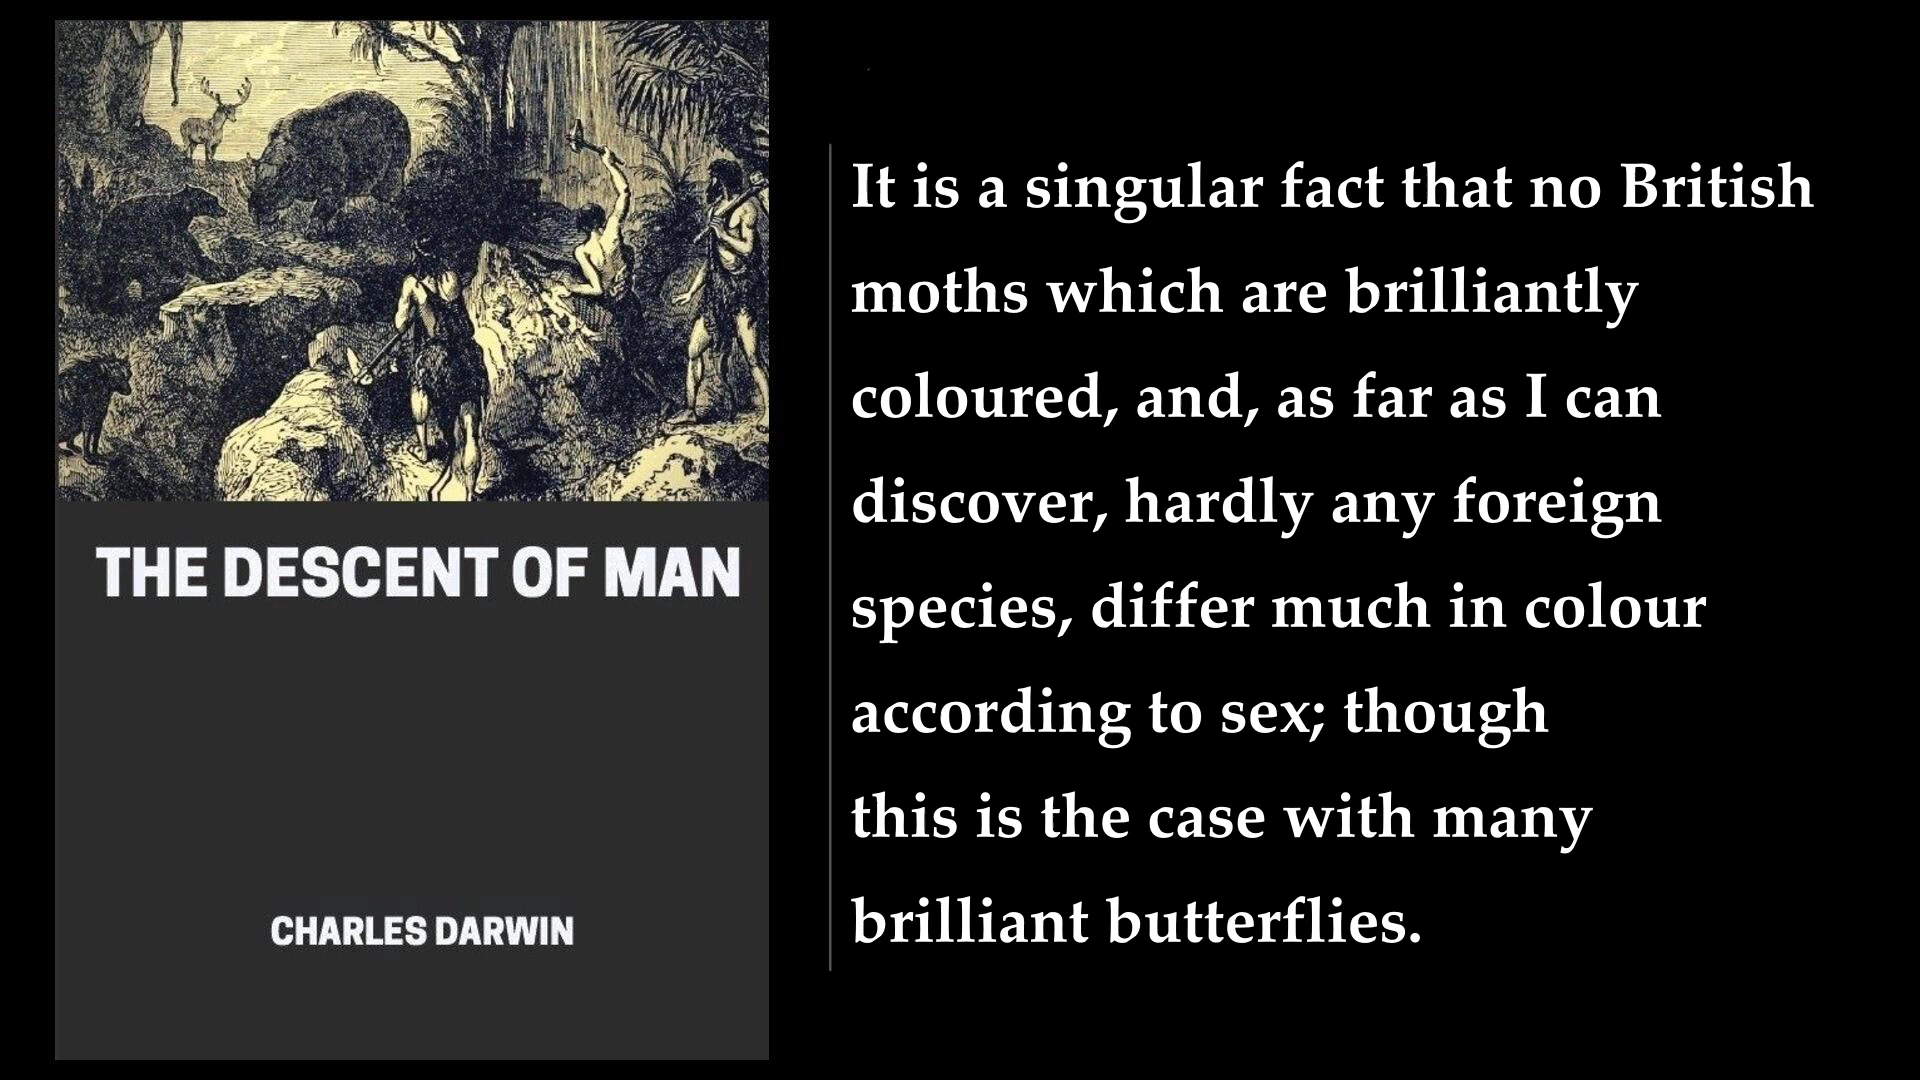 THE DESCENT OF MAN
CHARLES DARWIN
It is a singular fact that no British
moths which are brilliantly
coloured, and, as far as I can
discover, hardly any foreign
species, differ much in colour
according to sex; though
this is the case with many
brilliant butterflies.